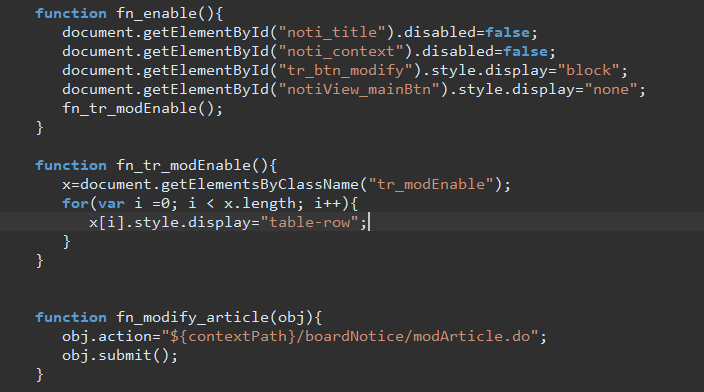 function fn_enable(){
document.getElementById("noti_title").disabled=false;
document.getElementById("noti_context").disabled=false;
document.getElementById("tr_btn_modify").style.display="block";
document.getElementById("notiView_mainBtn").style.display="none";
fn_tr_modEnable();
}
function fn_tr_modEnable(){
x=document.getElementsByClassName("tr_modEnable");
for(var i =0; i < x.length; i++){
x[i].style.display="table-row";
}
}
function fn_modify_article(obj){
obj.action="${contextPath}/boardNotice/modArticle.do";
obj.submit();
}